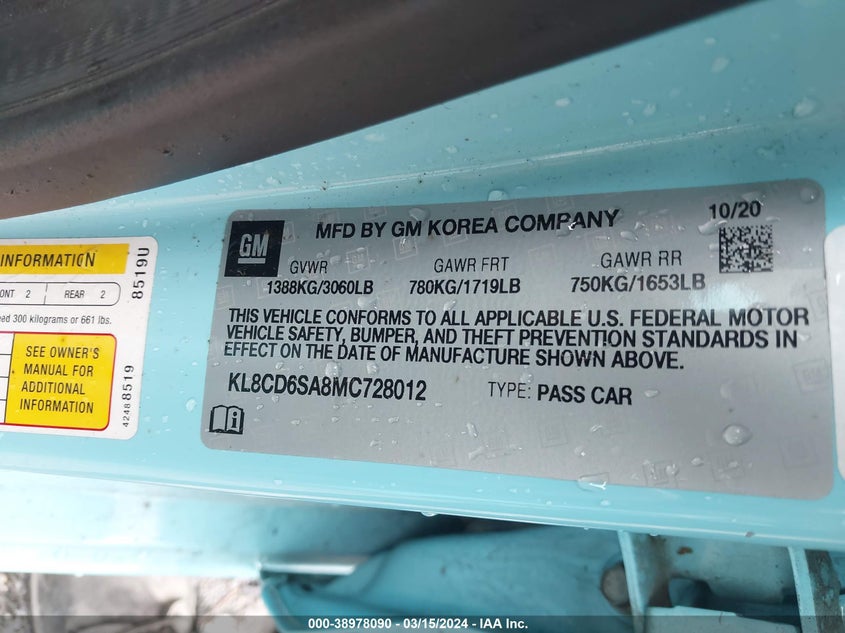 INFORMATION
ONT 2 REAR 2
eed 300 kilograms or 661 lbs.
SEE OWNER'S
MANUAL FOR
ADDITIONAL
INFORMATION
8519U
42488519
GM
MFD BY GM KOREA COMPANY
10/20
GVWR GAWR FRT GAWR RR
1388KG/3060LB 780KG/1719LB 750KG/1653LB
THIS VEHICLE CONFORMS TO ALL APPLICABLE U.S. FEDERAL MOTOR
VEHICLE SAFETY, BUMPER, AND THEFT PREVENTION STANDARDS IN
EFFECT ON THE DATE OF MANUFACTURE SHOWN ABOVE.
KL8CD6SA8MC728012 TYPE: PASS CAR
000-38978090 - 03/15/2024 - IAA Inc.